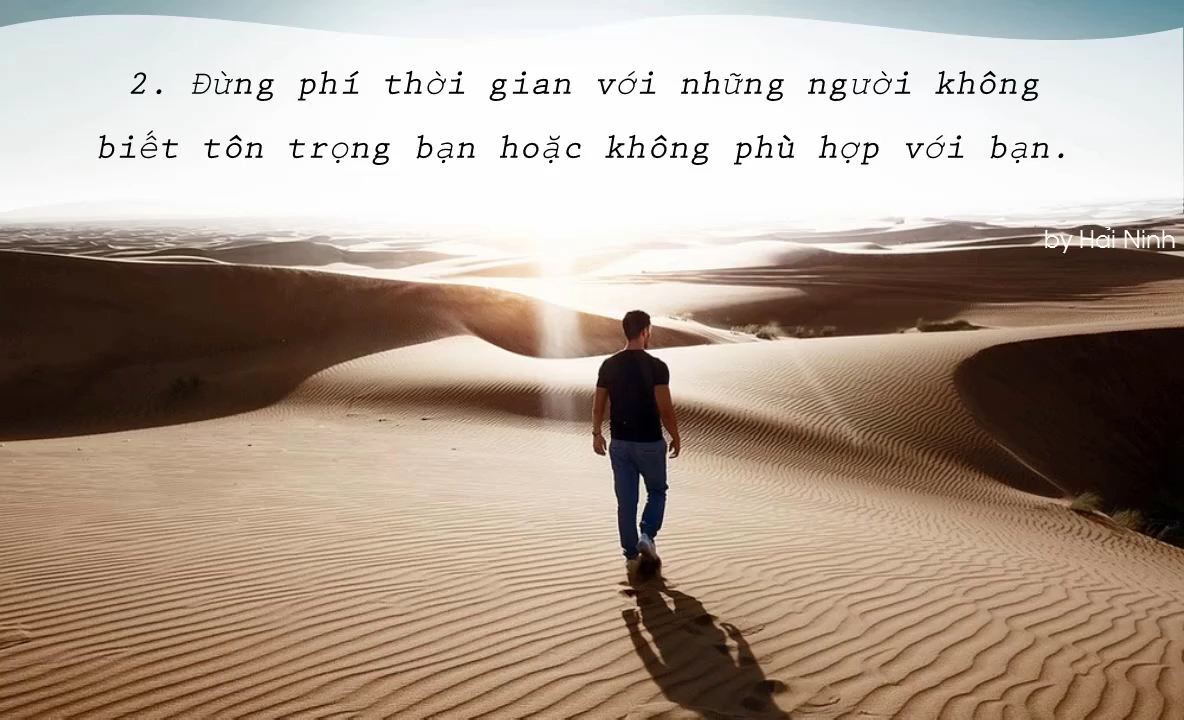 2. Đừng phí thời gian với những người không
biết tôn trọng bạn hoặc không phù hợp với bạn.
by Hải Ninh